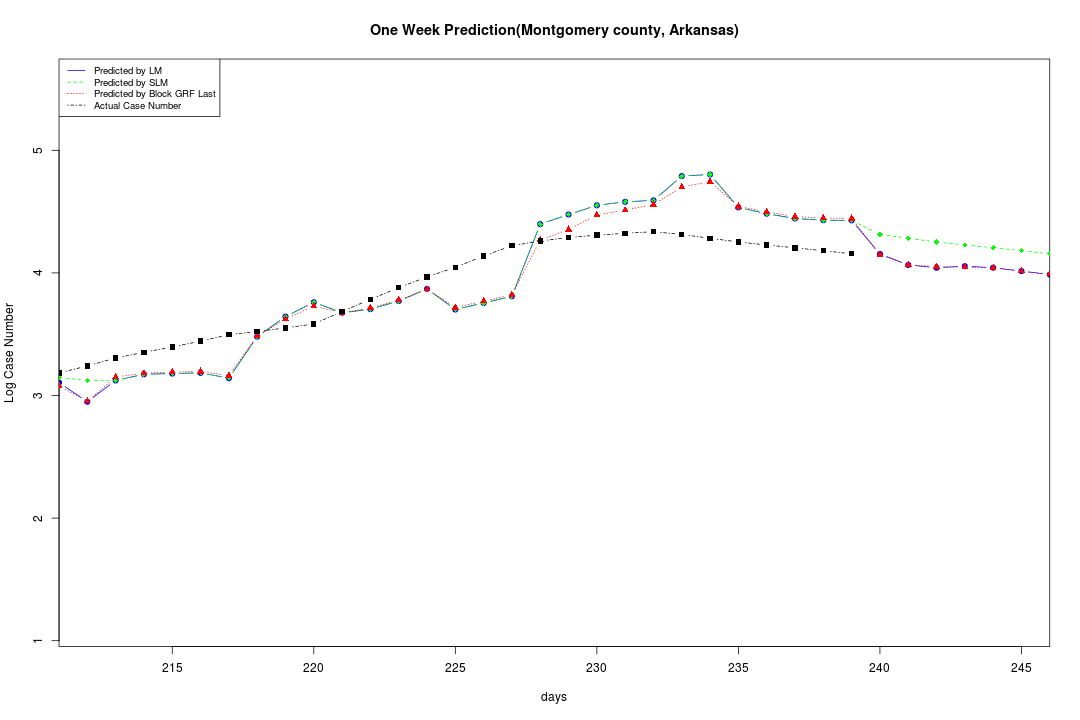 One Week Prediction(Montgomery county, Arkansas)
Predicted by LM
Predicted by SLM
Predicted by Block GRF Last
Actual Case Number
Log Case Number
5
4
3
2
1
215 220 225 230 235 240 245
days